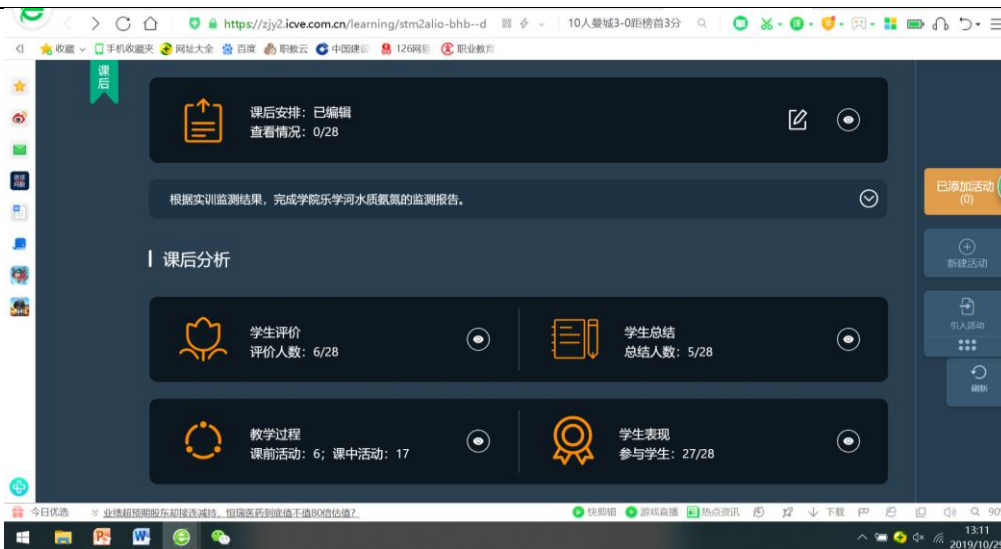 https://zjy2.icve.com.cn/learning/stm2alio-bhb--d
10人曼城3-0距榜首3分
收藏
手机收藏夹
网址大全
百度
职教云
中国建设
126网易
职业教育
课后
课后安排：已编辑
查看情况：0/28
根据实训监测结果，完成学院乐学河水质氨氮的监测报告。
已添加活动
(0)
新建活动
引入活动
刷新
课后分析
学生评价
评价人数：6/28
学生总结
总结人数：5/28
教学过程
课前活动：6；课中活动：17
学生表现
参与学生：27/28
今日优选
业绩超预期股东却接连减持，恒瑞医药到底值不值80倍估值？
快剪辑
游戏直播
热点资讯
下载
90
13:11